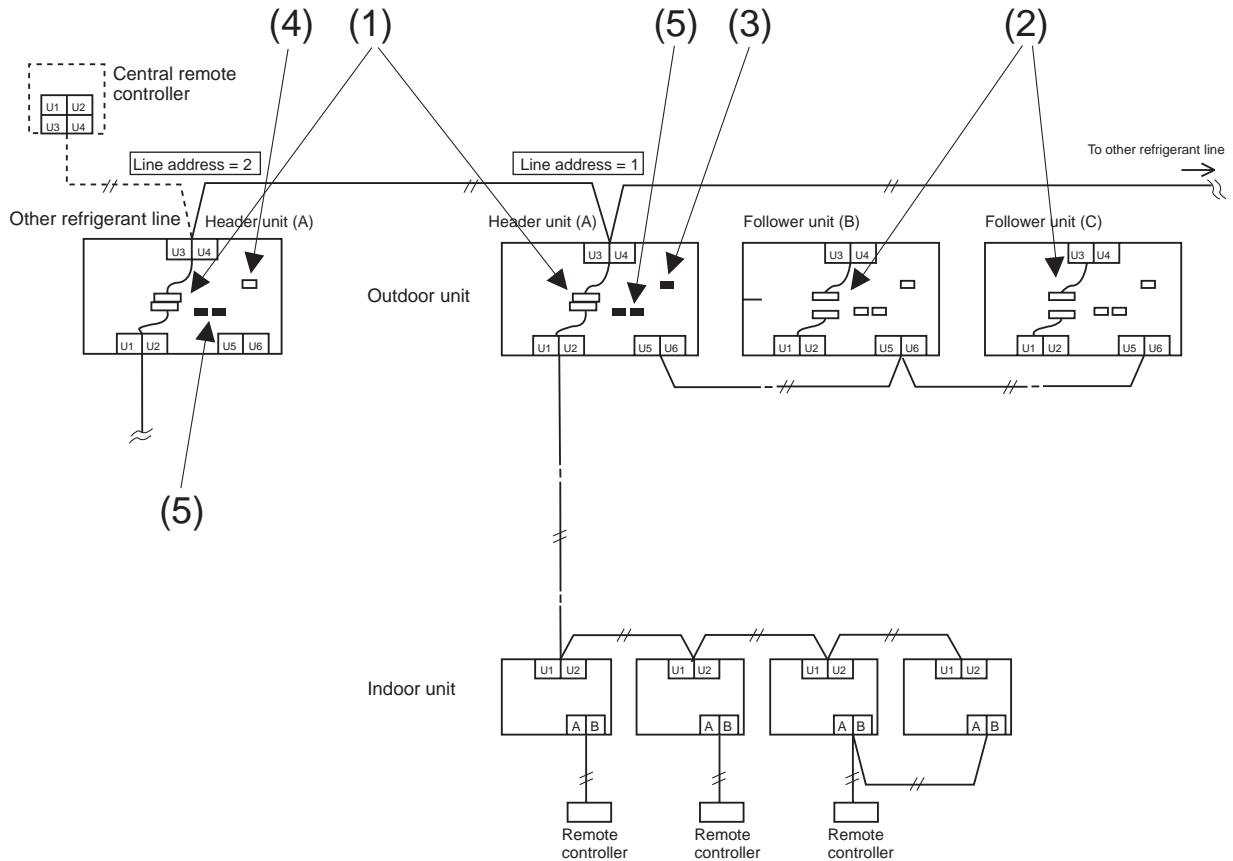 (4) (1) (5) (3) (2)
Central remote
controller
U1 U2
U3 U4
Line address = 2
Line address = 1
To other refrigerant line
Other refrigerant line
Header unit (A)
Header unit (A)
Follower unit (B)
Follower unit (C)
U3 U4
U3 U4
U3 U4
U3 U4
Outdoor unit
U1 U2
U5 U6
U1 U2
U5 U6
U1 U2
U5 U6
U1 U2
U5 U6
(5)
U1 U2
U1 U2
U1 U2
U1 U2
Indoor unit
A B
A B
A B
A B
Remote
controller
Remote
controller
Remote
controller